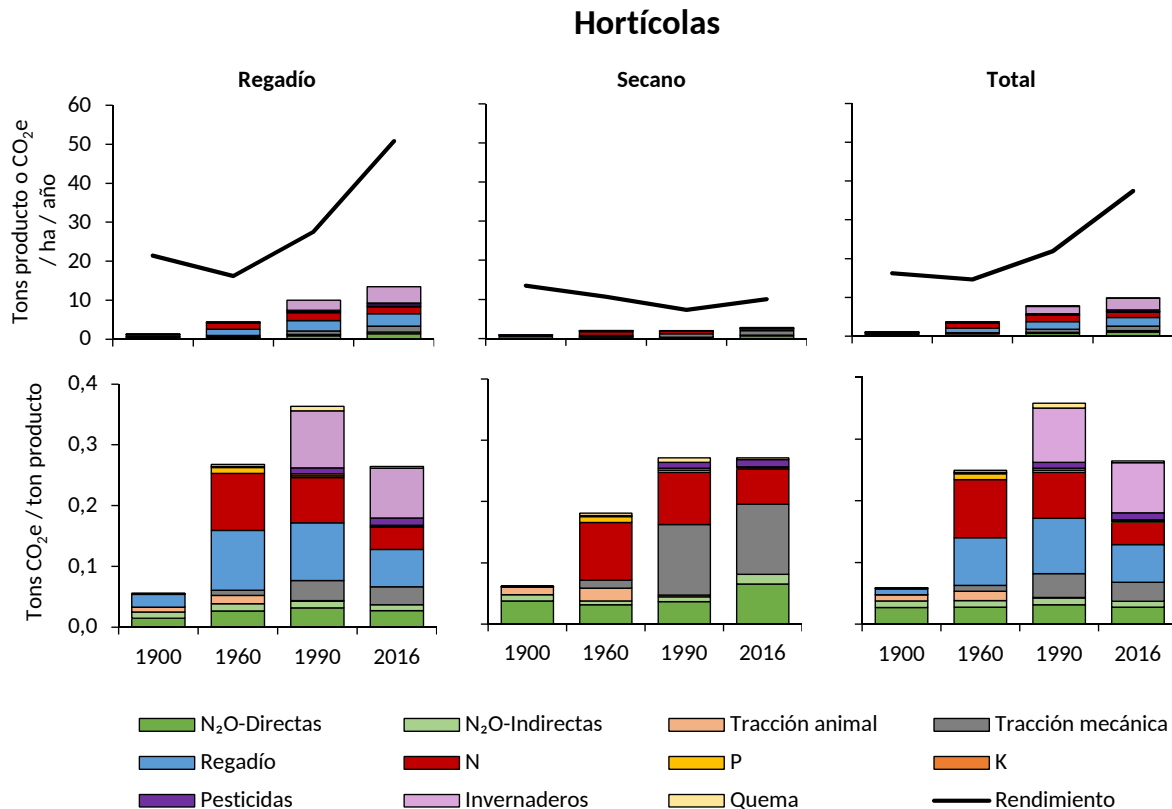 Hortícolas
Regadío Secano Total
Tons producto o CO₂e
/ ha / año
60
50
40
30
20
10
0
Tons CO₂e / ton producto
0,4
0,3
0,2
0,1
0,0
1900 1960 1990 2016 1900 1960 1990 2016 1900 1960 1990 2016
N₂O-Directas N₂O-Indirectas Tracción animal Tracción mecánica
Regadío N P K
Pesticidas Invernaderos Quema Rendimiento